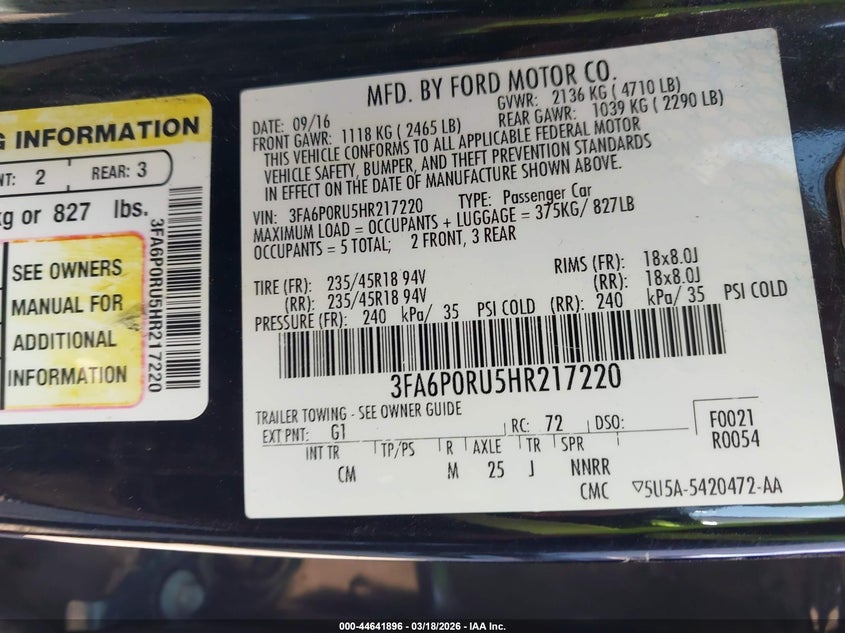 G INFORMATION
NT: 2 REAR: 3
kg or 827 lbs.
SEE OWNERS
MANUAL FOR
ADDITIONAL
INFORMATION
3FA6P0RU5HR217220
MFD. BY FORD MOTOR CO.
DATE: 09/16 GVWR: 2136 KG ( 4710 LB)
FRONT GAWR: 1118 KG ( 2465 LB) REAR GAWR: 1039 KG ( 2290 LB)
THIS VEHICLE CONFORMS TO ALL APPLICABLE FEDERAL MOTOR
VEHICLE SAFETY, BUMPER, AND THEFT PREVENTION STANDARDS
IN EFFECT ON THE DATE OF MANUFACTURE SHOWN ABOVE.
VIN: 3FA6P0RU5HR217220 TYPE: Passenger Car
MAXIMUM LOAD = OCCUPANTS + LUGGAGE = 375KG/ 827LB
OCCUPANTS = 5 TOTAL; 2 FRONT, 3 REAR
TIRE (FR): 235/45R18 94V RIMS (FR): 18x8.0J
(RR): 235/45R18 94V (RR): 18x8.0J
PRESSURE (FR): 240 kPa/ 35 PSI COLD (RR): 240 kPa/ 35 PSI COLD
3FA6P0RU5HR217220
TRAILER TOWING - SEE OWNER GUIDE
EXT PNT: G1 RC: 72 DSO: F0021
INT TR TP/PS R AXLE TR SPR R0054
CM M 25 J NNRR
CMC ▽5U5A-5420472-AA
000-44641896 - 03/18/2026 - IAA Inc.